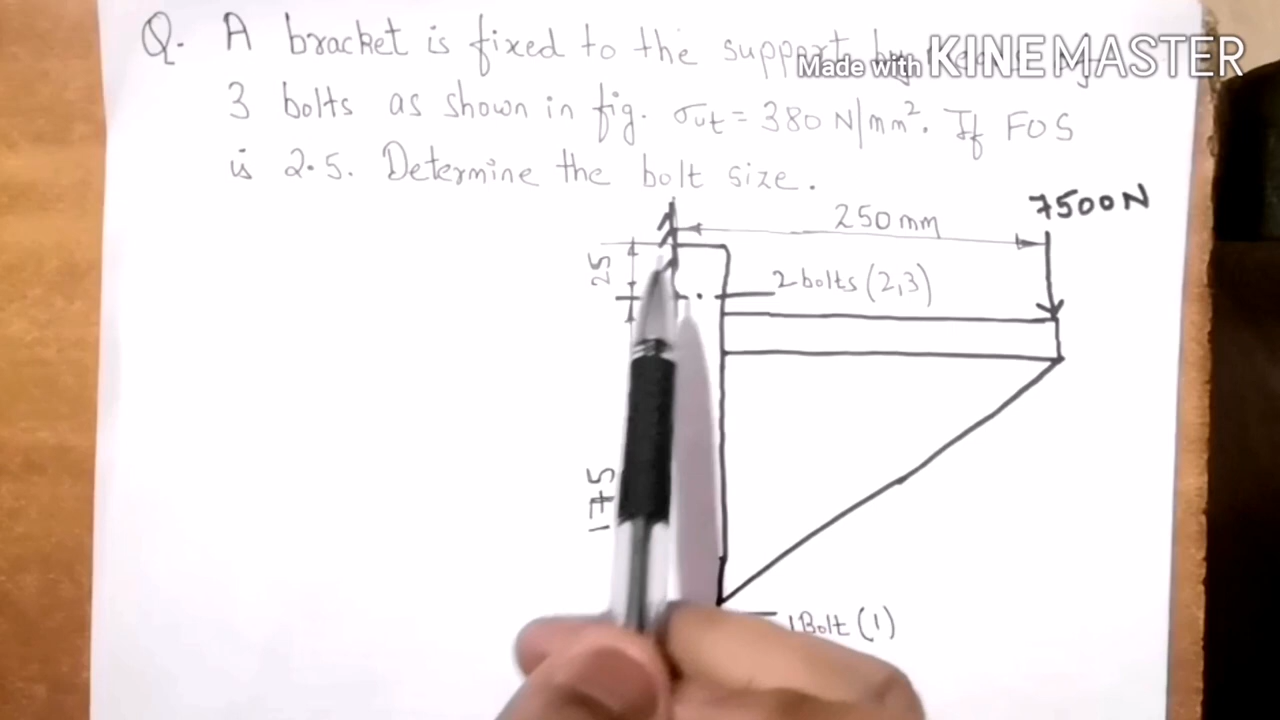 Q. A bracket is fixed to the support by
Made with KINEMASTER
3 bolts as shown in fig. σut = 380 N/mm². If FOS
is 2.5. Determine the bolt size.
7500N
250 mm
25
2 bolts (2,3)
175
1 Bolt (1)